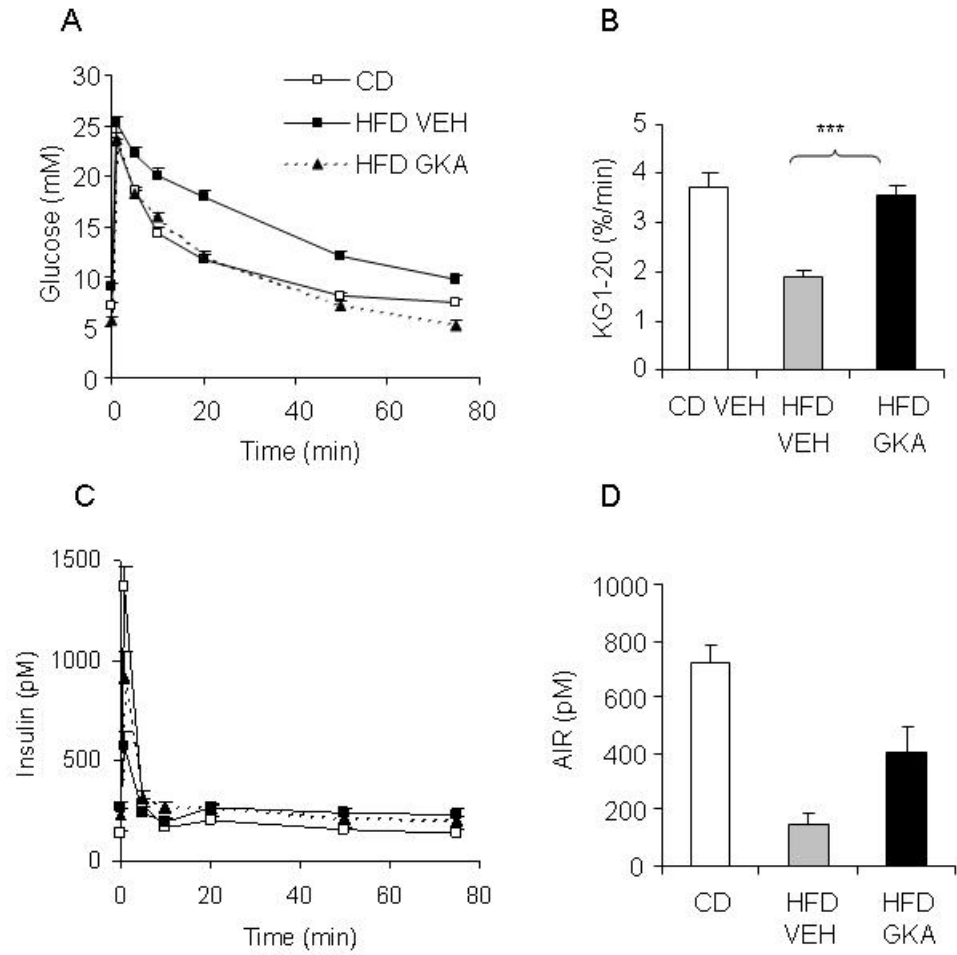 A
B
30
25
20
15
10
5
0
Glucose (mM)
CD
HFD VEH
HFD GKA
0 20 40 60 80
Time (min)
5
4
3
2
1
0
KG1-20 (%/min)
***
CD VEH HFD HFD
VEH GKA
C
D
1500
1000
500
0
Insulin (pM)
0 20 40 60 80
Time (min)
1000
800
600
400
200
0
AIR (pM)
CD HFD HFD
VEH GKA